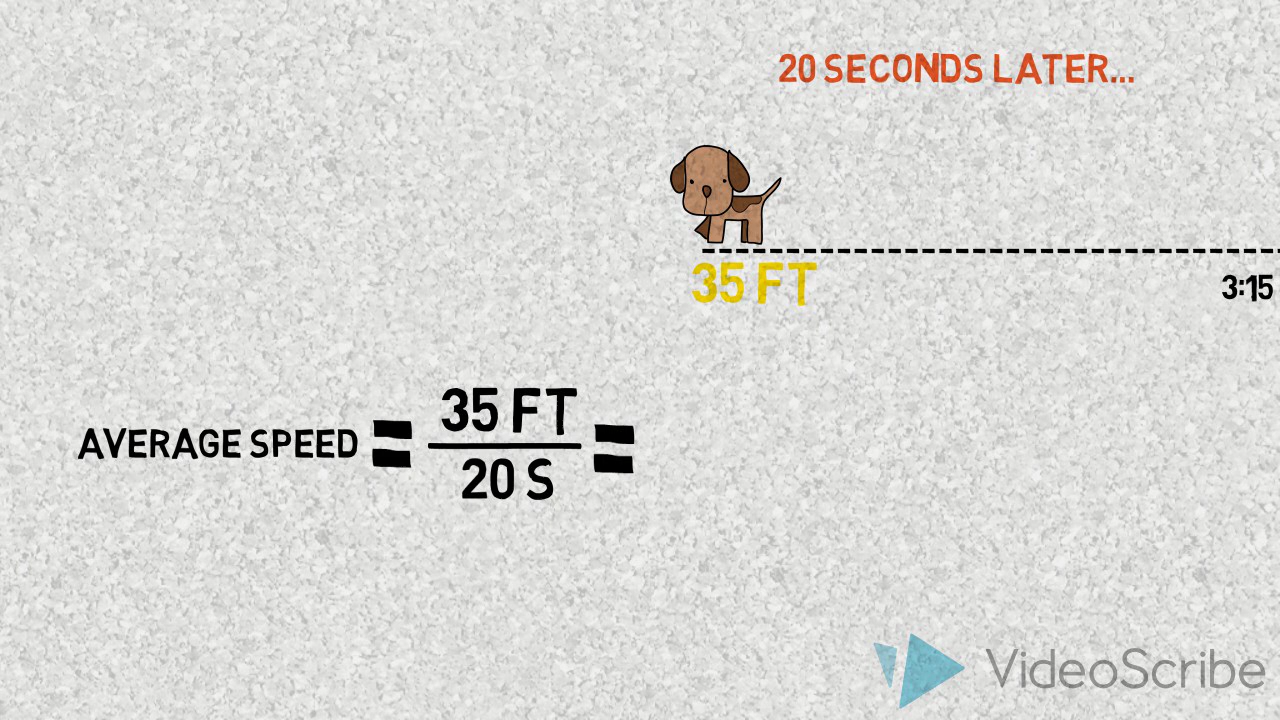 20 SECONDS LATER...
35 FT
3:15
AVERAGE SPEED = 35 FT =
20 S
VideoScribe